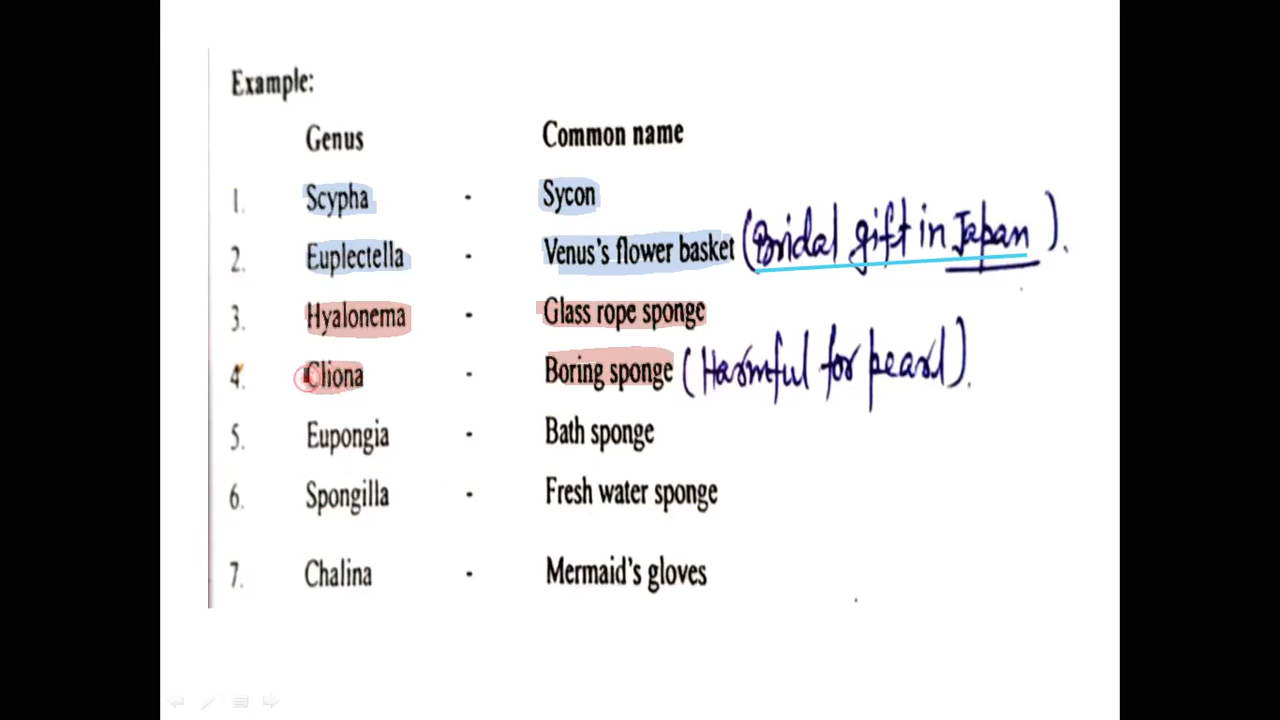 Example:
Genus Common name
1. Scypha - Sycon
2. Euplectella - Venus's flower basket (Bridal gift in Japan).
3. Hyalonema - Glass rope sponge
4. Cliona - Boring sponge (Harmful for pearl).
5. Eupongia - Bath sponge
6. Spongilla - Fresh water sponge
7. Chalina - Mermaid's gloves